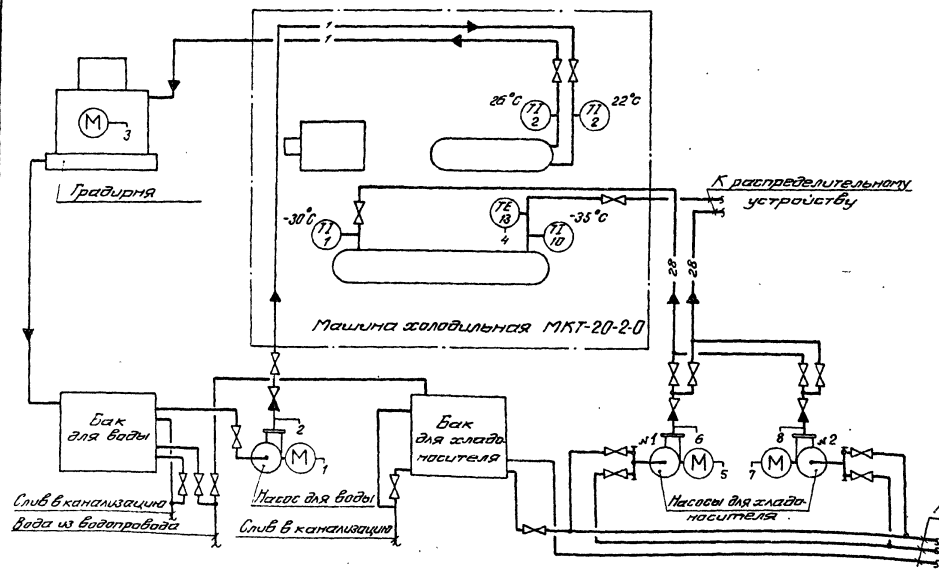 1
1
26°C
TI
2
TI
2
22°C
М
3
Градирня
-30°C
TI
1
TE
13
4
TI
10
-35°C
К распределительному
устройству
28
28
Машина холодильная МКТ-20-2-0
Бак
для воды
2
М
1
Насос для воды
Бак
для хладо-
носителя
№1
6
М
5
8
М
7
№2
Насосы для хладо-
носителя
Слив в канализацию
Вода из водопровода
Слив в канализацию